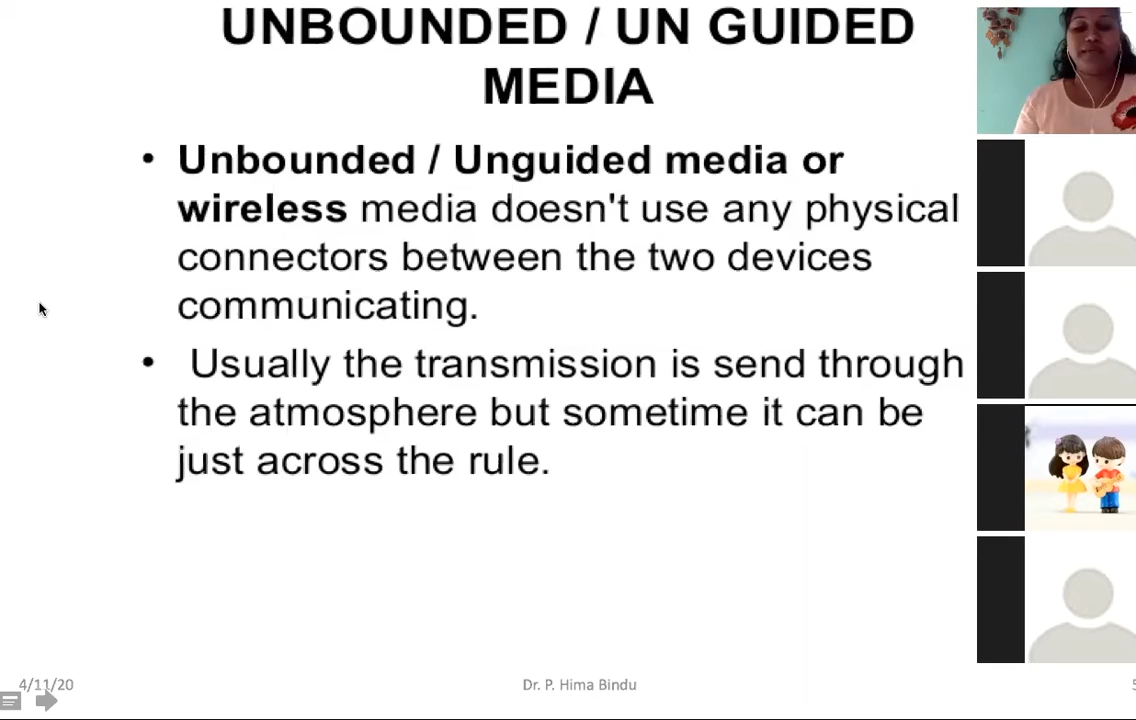 UNBOUNDED / UN GUIDED
MEDIA
• Unbounded / Unguided media or
wireless media doesn't use any physical
connectors between the two devices
communicating.
• Usually the transmission is send through
the atmosphere but sometime it can be
just across the rule.
4/11/20
Dr. P. Hima Bindu
5